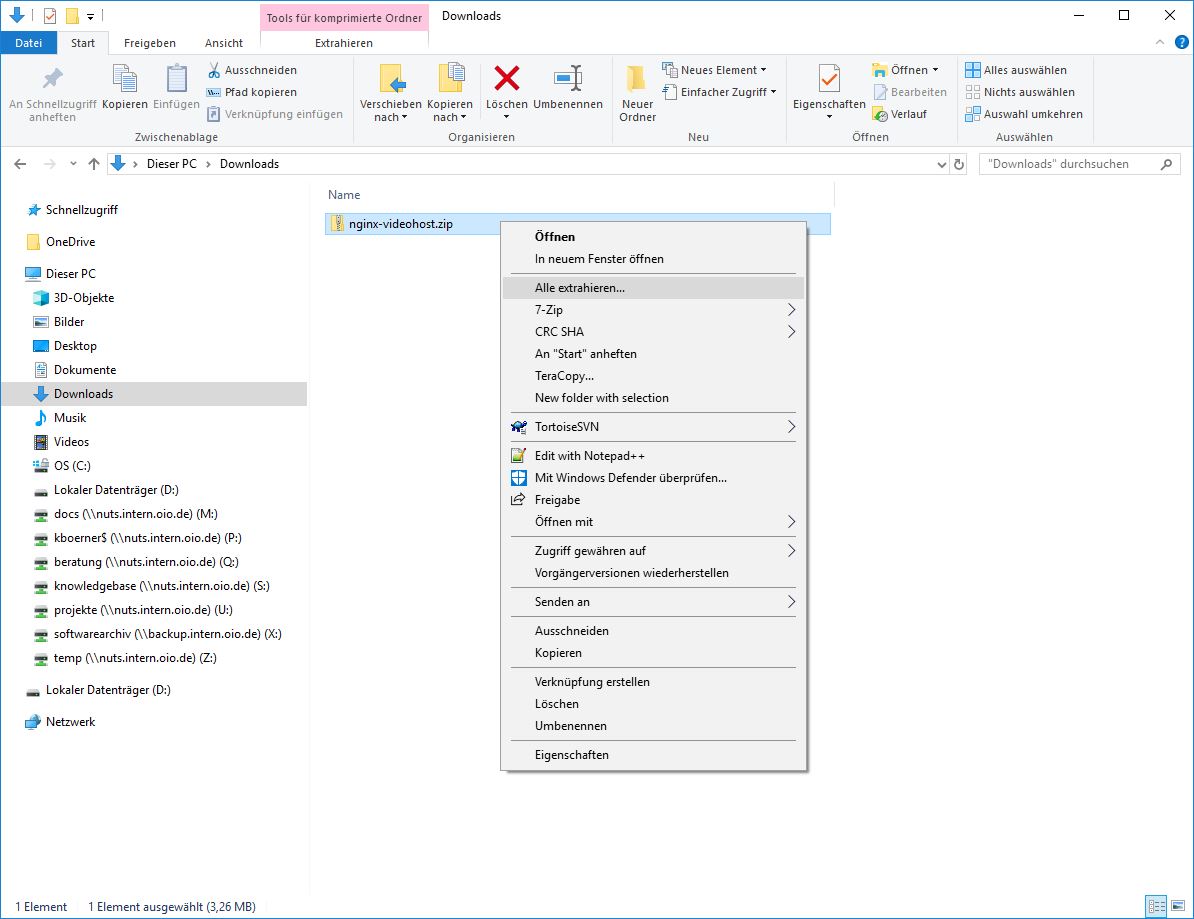 Tools für komprimierte Ordner
Downloads
Datei
Start
Freigeben
Ansicht
Extrahieren
An Schnellzugriff
anheften
Kopieren
Einfügen
Ausschneiden
Pfad kopieren
Verknüpfung einfügen
Zwischenablage
Verschieben
nach
Kopieren
nach
Löschen
Umbenennen
Organisieren
Neuer
Ordner
Neues Element
Einfacher Zugriff
Neu
Eigenschaften
Öffnen
Bearbeiten
Verlauf
Öffnen
Alles auswählen
Nichts auswählen
Auswahl umkehren
Auswählen
Dieser PC
Downloads
"Downloads" durchsuchen
Schnellzugriff
OneDrive
Dieser PC
3D-Objekte
Bilder
Desktop
Dokumente
Downloads
Musik
Videos
OS (C:)
Lokaler Datenträger (D:)
docs (\\nuts.intern.oio.de) (M:)
kboerner$ (\\nuts.intern.oio.de) (P:)
beratung (\\nuts.intern.oio.de) (Q:)
knowledgebase (\\nuts.intern.oio.de) (S:)
projekte (\\nuts.intern.oio.de) (U:)
softwarearchiv (\\backup.intern.oio.de) (X:)
temp (\\nuts.intern.oio.de) (Z:)
Lokaler Datenträger (D:)
Netzwerk
Name
nginx-videohost.zip
Öffnen
In neuem Fenster öffnen
Alle extrahieren...
7-Zip
CRC SHA
An "Start" anheften
TeraCopy...
New folder with selection
TortoiseSVN
Edit with Notepad++
Mit Windows Defender überprüfen...
Freigabe
Öffnen mit
Zugriff gewähren auf
Vorgängerversionen wiederherstellen
Senden an
Ausschneiden
Kopieren
Verknüpfung erstellen
Löschen
Umbenennen
Eigenschaften
1 Element
1 Element ausgewählt (3,26 MB)